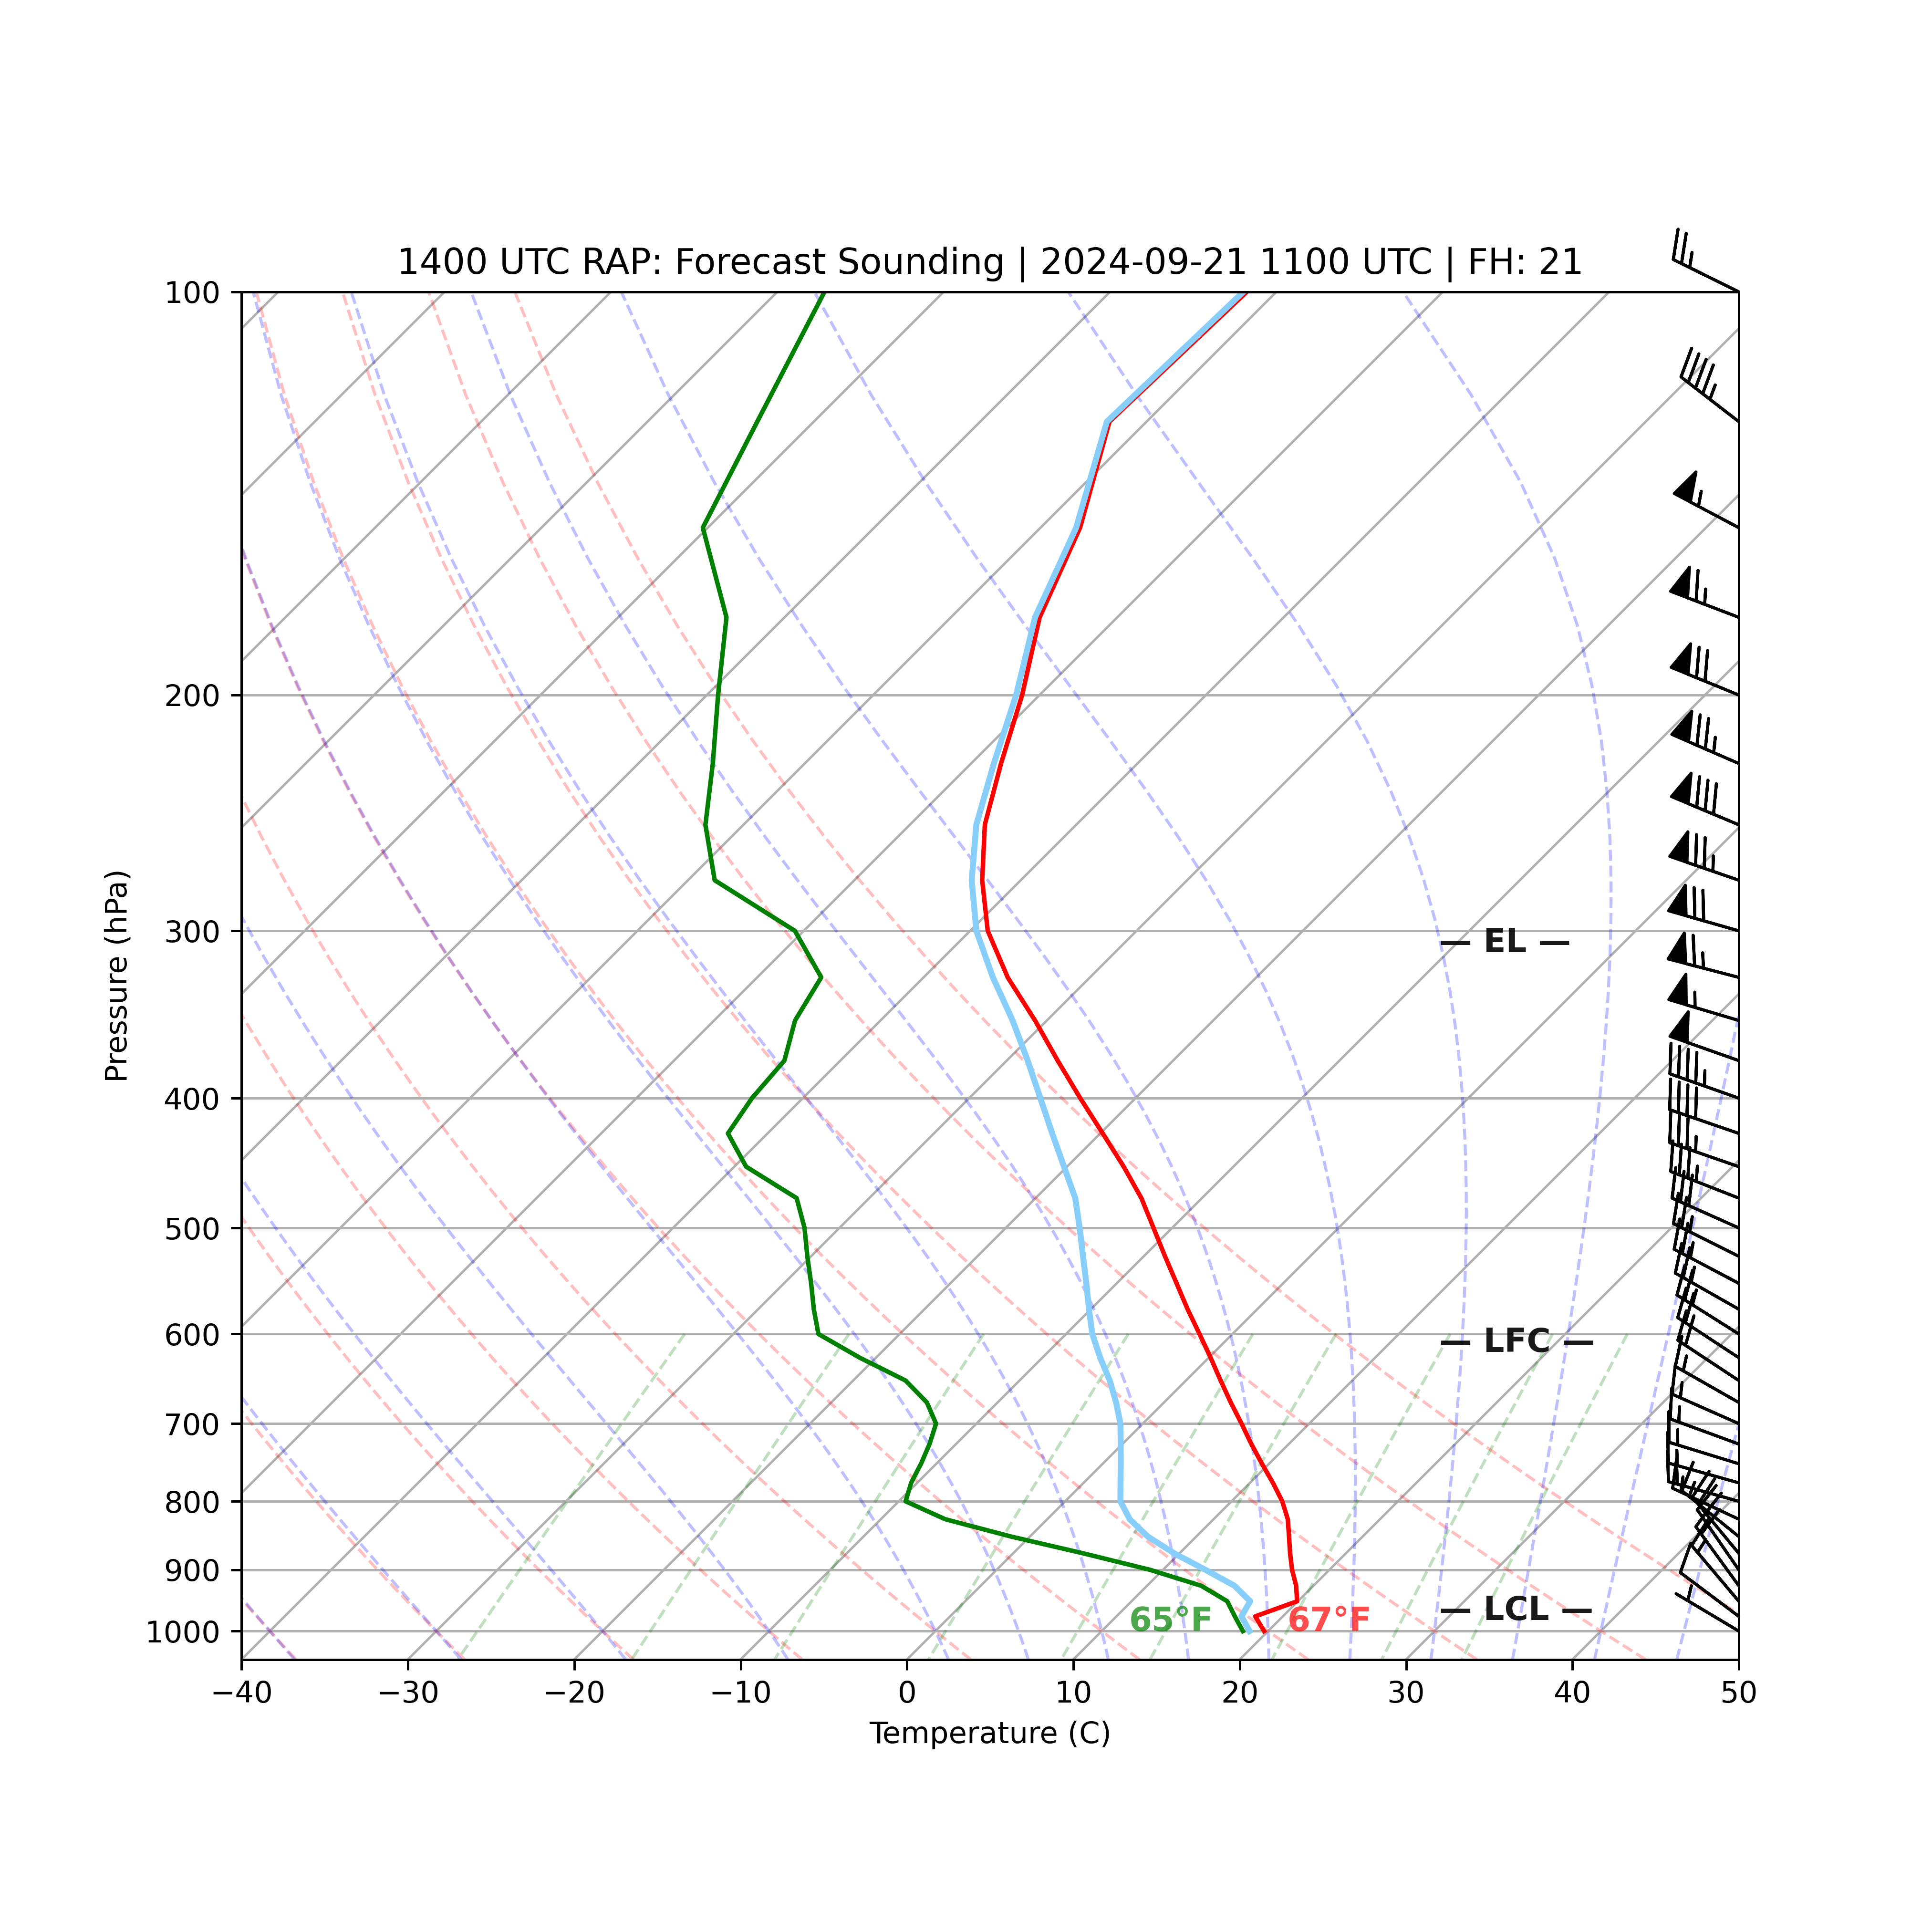 1400 UTC RAP: Forecast Sounding | 2024-09-21 1100 UTC | FH: 21
100
200
300
— EL —
Pressure (hPa)
400
500
600
— LFC —
700
800
900
— LCL —
65°F 67°F
1000
−40 −30 −20 −10 0 10 20 30 40 50
Temperature (C)